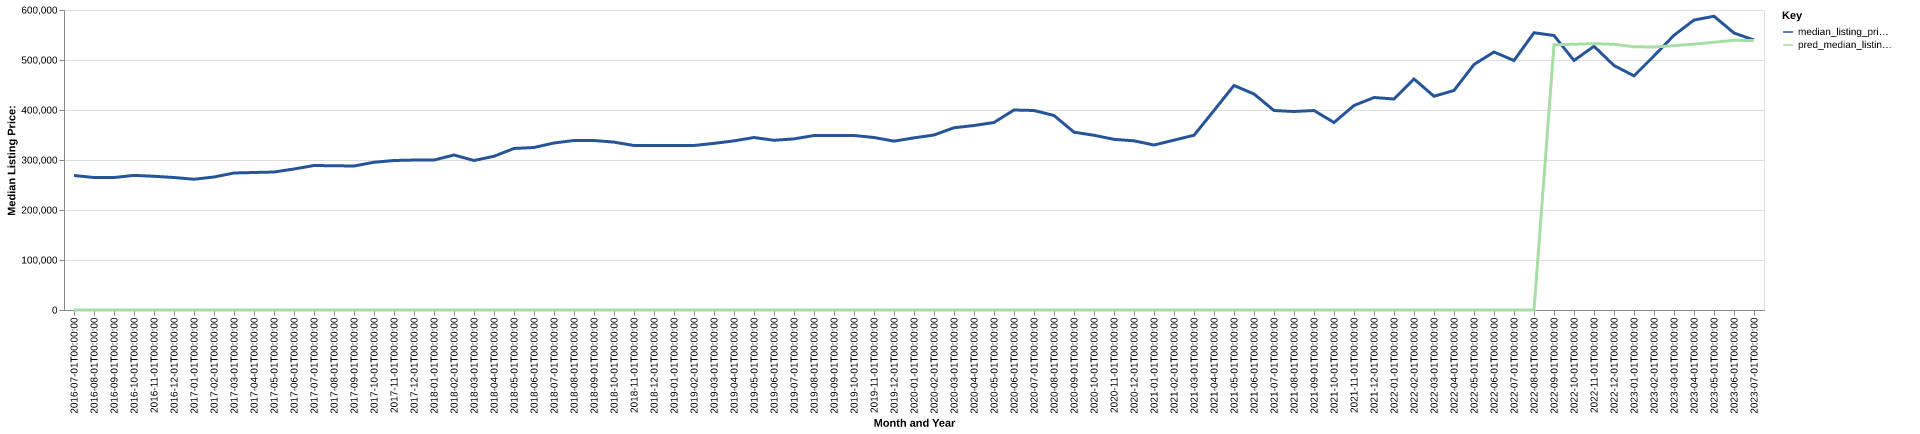 600,000
500,000
400,000
300,000
200,000
100,000
0
Median Listing Price:
2016-07-01T00:00:00
2016-08-01T00:00:00
2016-09-01T00:00:00
2016-10-01T00:00:00
2016-11-01T00:00:00
2016-12-01T00:00:00
2017-01-01T00:00:00
2017-02-01T00:00:00
2017-03-01T00:00:00
2017-04-01T00:00:00
2017-05-01T00:00:00
2017-06-01T00:00:00
2017-07-01T00:00:00
2017-08-01T00:00:00
2017-09-01T00:00:00
2017-10-01T00:00:00
2017-11-01T00:00:00
2017-12-01T00:00:00
2018-01-01T00:00:00
2018-02-01T00:00:00
2018-03-01T00:00:00
2018-04-01T00:00:00
2018-05-01T00:00:00
2018-06-01T00:00:00
2018-07-01T00:00:00
2018-08-01T00:00:00
2018-09-01T00:00:00
2018-10-01T00:00:00
2018-11-01T00:00:00
2018-12-01T00:00:00
2019-01-01T00:00:00
2019-02-01T00:00:00
2019-03-01T00:00:00
2019-04-01T00:00:00
2019-05-01T00:00:00
2019-06-01T00:00:00
2019-07-01T00:00:00
2019-08-01T00:00:00
2019-09-01T00:00:00
2019-10-01T00:00:00
2019-11-01T00:00:00
2019-12-01T00:00:00
2020-01-01T00:00:00
2020-02-01T00:00:00
2020-03-01T00:00:00
2020-04-01T00:00:00
2020-05-01T00:00:00
2020-06-01T00:00:00
2020-07-01T00:00:00
2020-08-01T00:00:00
2020-09-01T00:00:00
2020-10-01T00:00:00
2020-11-01T00:00:00
2020-12-01T00:00:00
2021-01-01T00:00:00
2021-02-01T00:00:00
2021-03-01T00:00:00
2021-04-01T00:00:00
2021-05-01T00:00:00
2021-06-01T00:00:00
2021-07-01T00:00:00
2021-08-01T00:00:00
2021-09-01T00:00:00
2021-10-01T00:00:00
2021-11-01T00:00:00
2021-12-01T00:00:00
2022-01-01T00:00:00
2022-02-01T00:00:00
2022-03-01T00:00:00
2022-04-01T00:00:00
2022-05-01T00:00:00
2022-06-01T00:00:00
2022-07-01T00:00:00
2022-08-01T00:00:00
2022-09-01T00:00:00
2022-10-01T00:00:00
2022-11-01T00:00:00
2022-12-01T00:00:00
2023-01-01T00:00:00
2023-02-01T00:00:00
2023-03-01T00:00:00
2023-04-01T00:00:00
2023-05-01T00:00:00
2023-06-01T00:00:00
2023-07-01T00:00:00
Month and Year
Key
median_listing_pri…
pred_median_listin…